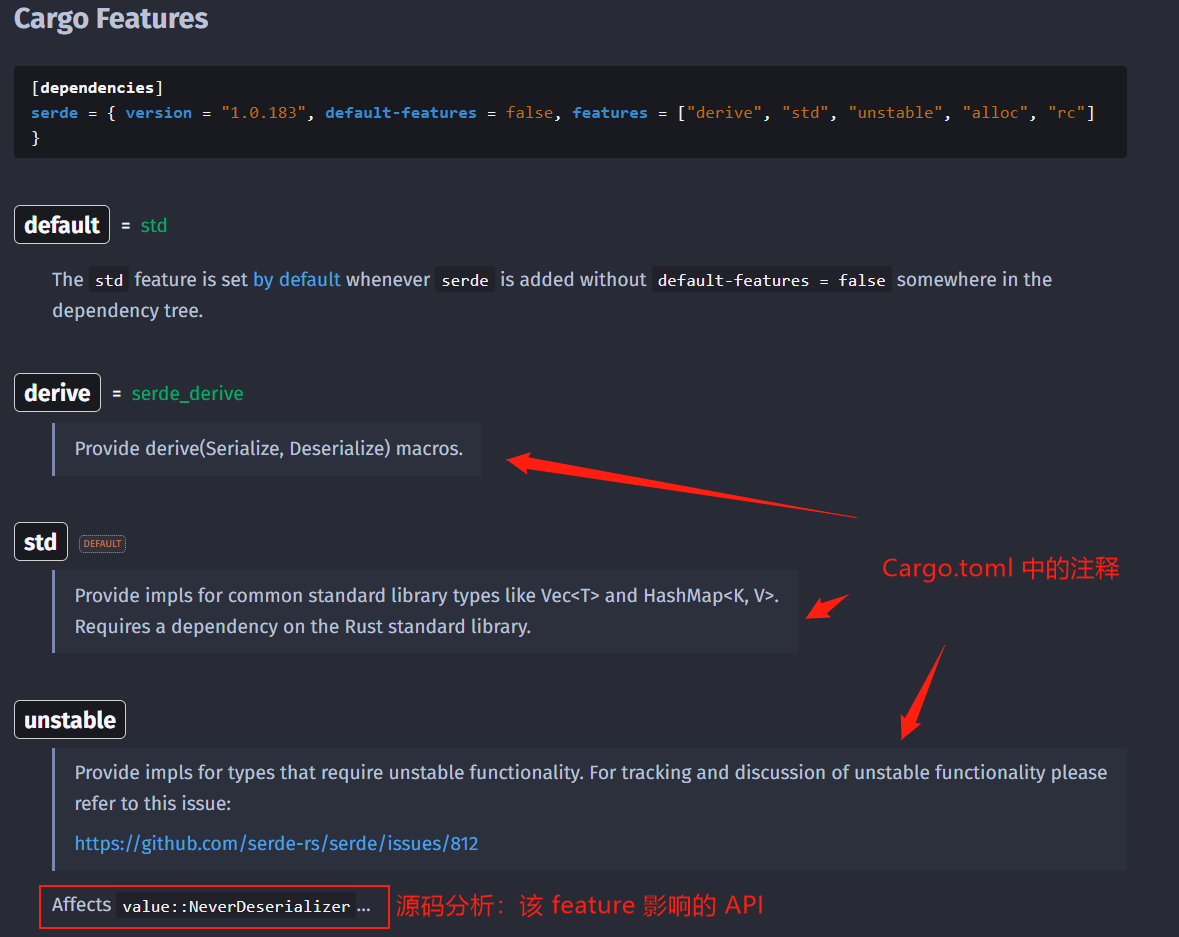 Cargo Features
[dependencies]
serde = { version = "1.0.183", default-features = false, features = ["derive", "std", "unstable", "alloc", "rc"]
}
default = std
The std feature is set by default whenever serde is added without default-features = false somewhere in the
dependency tree.
derive = serde_derive
Provide derive(Serialize, Deserialize) macros.
std DEFAULT
Cargo.toml 中的注释
Provide impls for common standard library types like Vec<T> and HashMap<K, V>.
Requires a dependency on the Rust standard library.
unstable
Provide impls for types that require unstable functionality. For tracking and discussion of unstable functionality please
refer to this issue:
https://github.com/serde-rs/serde/issues/812
Affects value::NeverDeserializer … 源码分析：该 feature 影响的 API